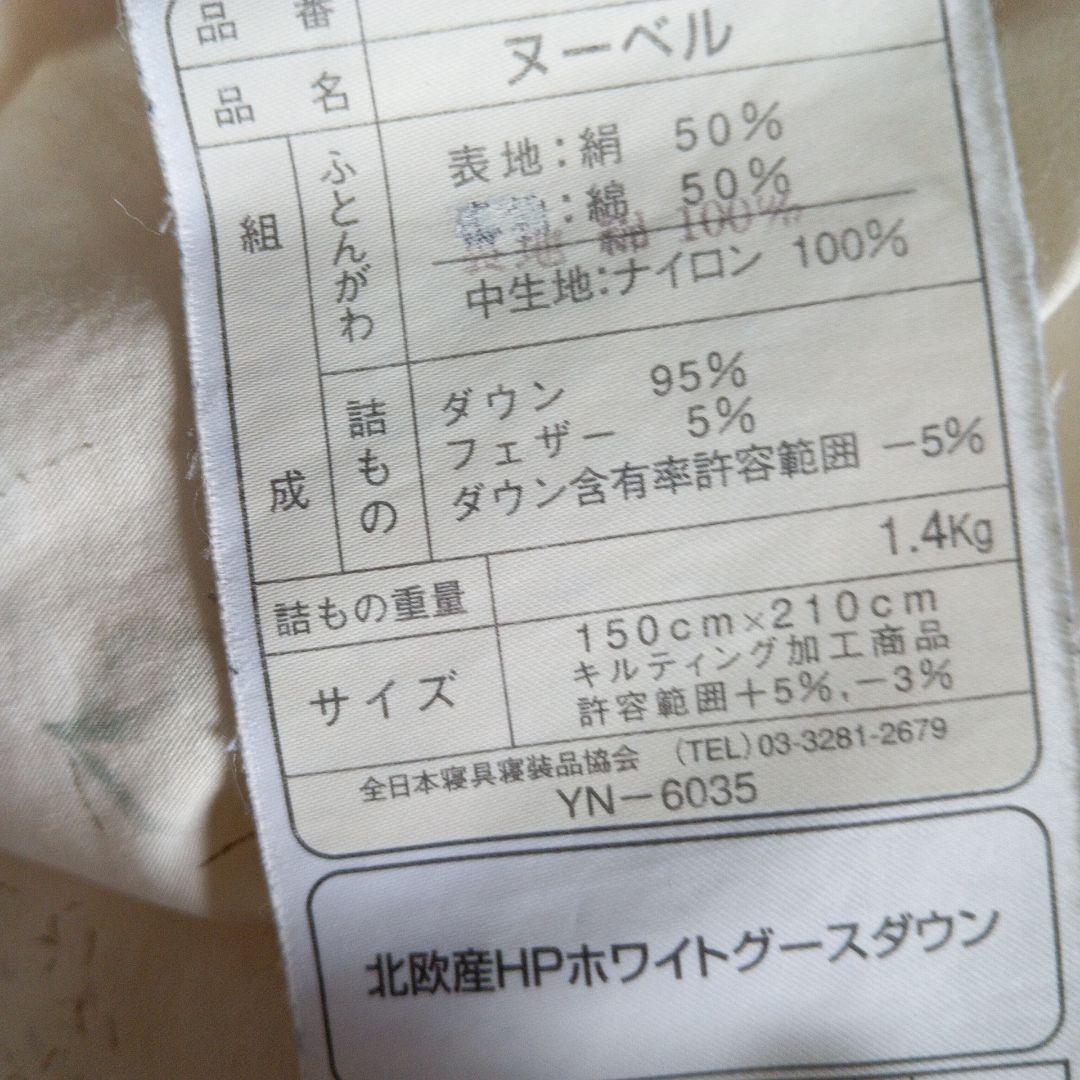 品番
品名 ヌーベル
組成
ふとんがわ
表地:絹 50%
:綿 50%
表地 綿 100%
中生地:ナイロン 100%
詰もの
ダウン 95%
フェザー 5%
ダウン含有率許容範囲 -5%
詰もの重量 1.4Kg
サイズ
150cm×210cm
キルティング加工商品
許容範囲+5%,-3%
全日本寝具寝装品協会 (TEL)03-3281-2679
YN-6035
北欧産HPホワイトグースダウン